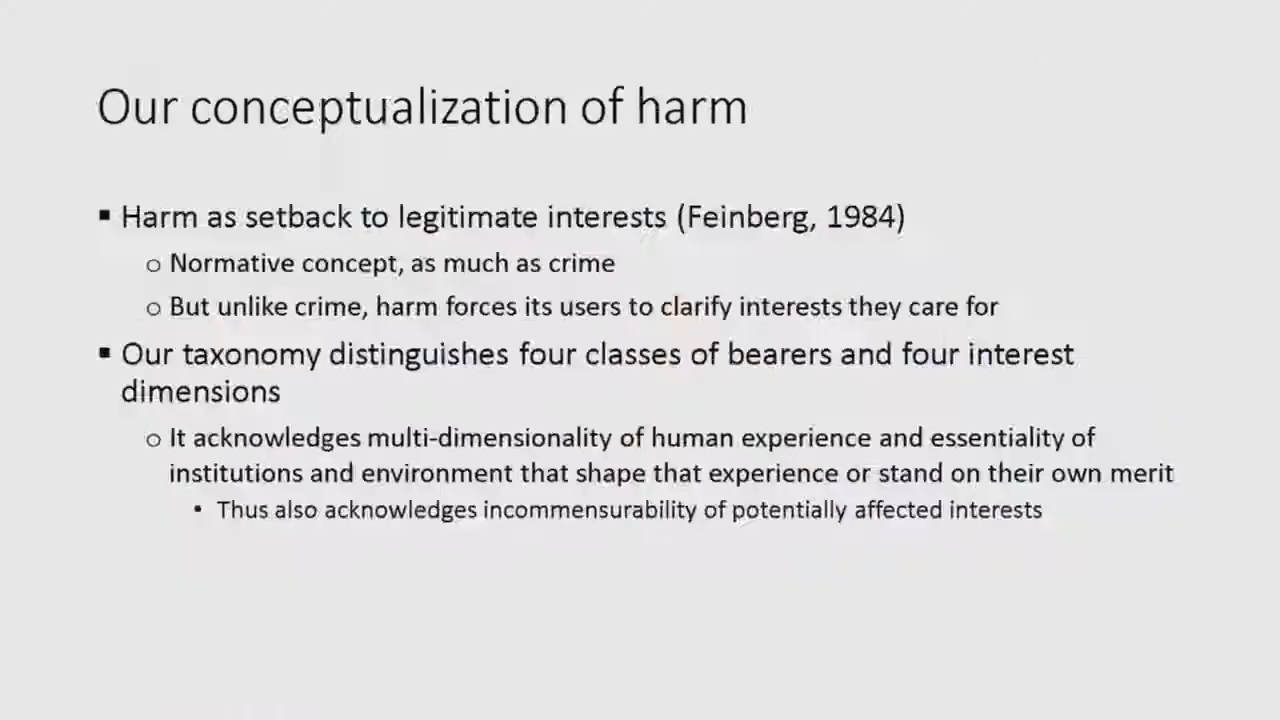 Our conceptualization of harm
▪ Harm as setback to legitimate interests (Feinberg, 1984)
o Normative concept, as much as crime
o But unlike crime, harm forces its users to clarify interests they care for
▪ Our taxonomy distinguishes four classes of bearers and four interest
dimensions
o It acknowledges multi-dimensionality of human experience and essentiality of
institutions and environment that shape that experience or stand on their own merit
• Thus also acknowledges incommensurability of potentially affected interests